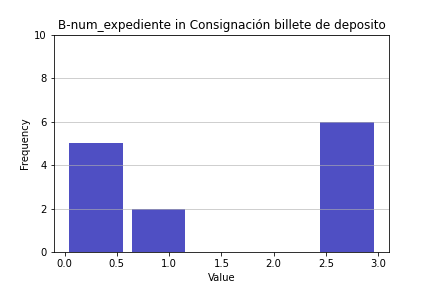 B-num_expediente in Consignación billete de deposito
10
8
6
4
2
0
Frequency
0.0 0.5 1.0 1.5 2.0 2.5 3.0
Value